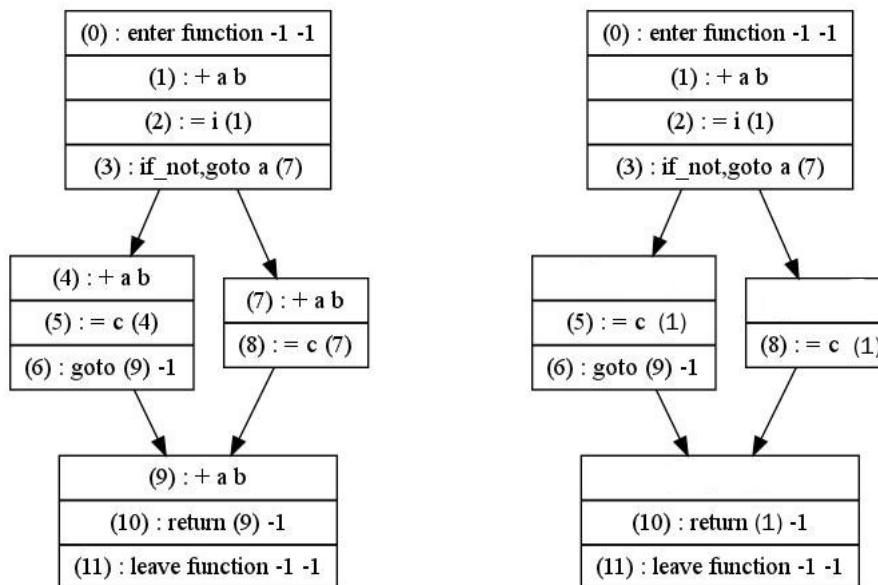 (0) : enter function -1 -1
(1) : + a b
(2) : = i (1)
(3) : if_not,goto a (7)
(4) : + a b
(5) : = c (4)
(6) : goto (9) -1
(7) : + a b
(8) : = c (7)
(9) : + a b
(10) : return (9) -1
(11) : leave function -1 -1
(0) : enter function -1 -1
(1) : + a b
(2) : = i (1)
(3) : if_not,goto a (7)
(5) : = c (1)
(6) : goto (9) -1
(8) : = c (1)
(10) : return (1) -1
(11) : leave function -1 -1